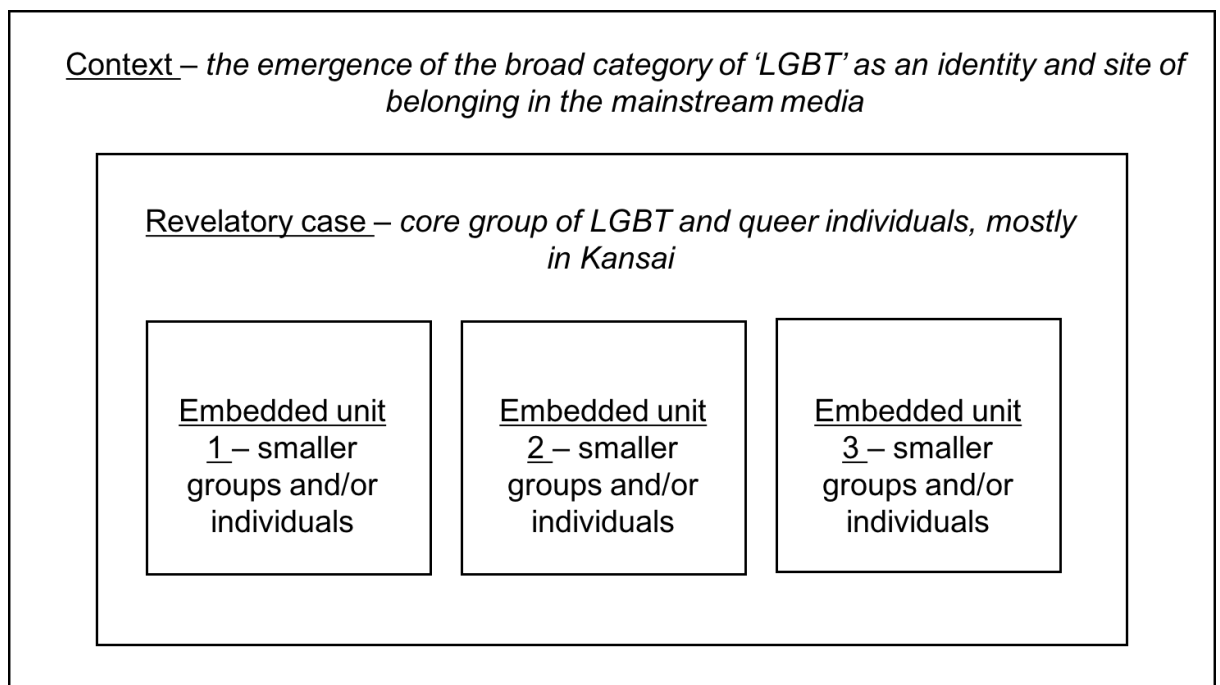 Context – the emergence of the broad category of ‘LGBT’ as an identity and site of
belonging in the mainstream media
Revelatory case – core group of LGBT and queer individuals, mostly
in Kansai
Embedded unit
1 – smaller
groups and/or
individuals
Embedded unit
2 – smaller
groups and/or
individuals
Embedded unit
3 – smaller
groups and/or
individuals